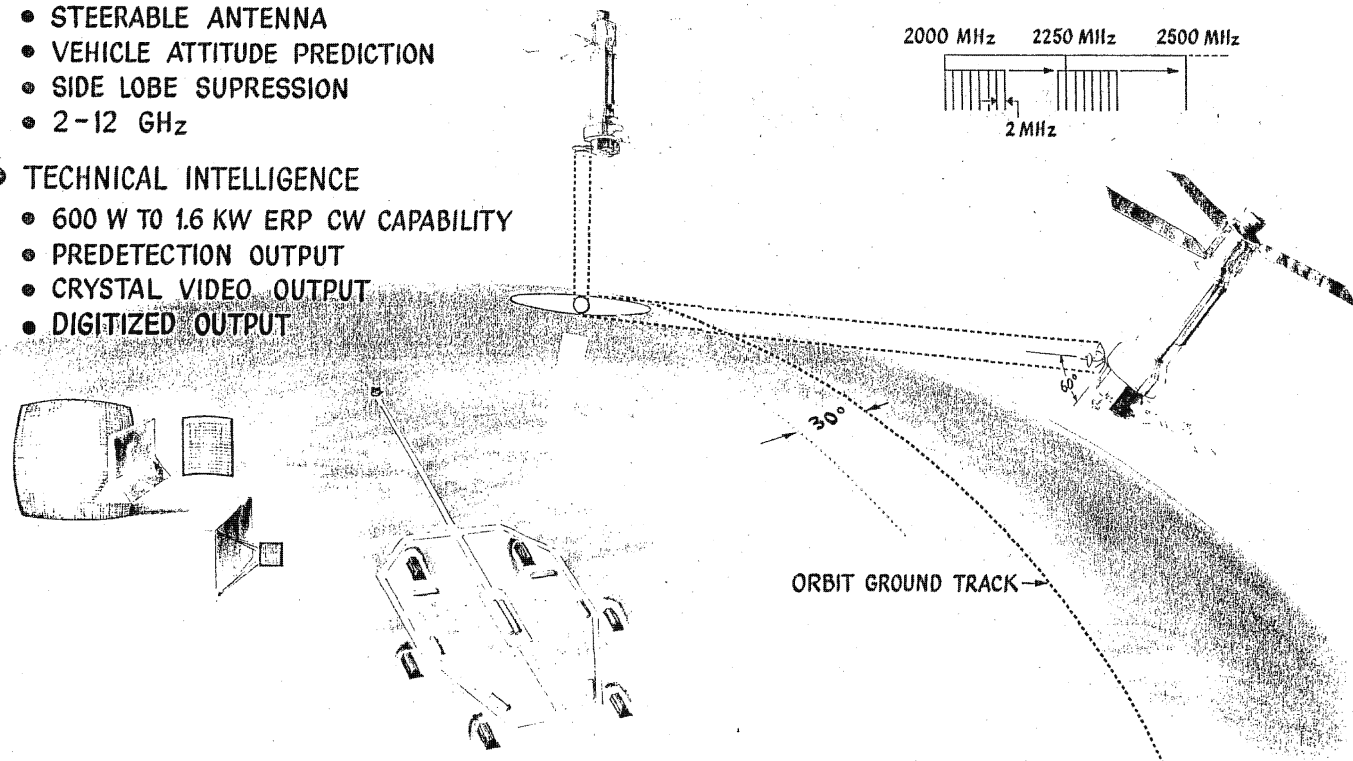 • STEERABLE ANTENNA
• VEHICLE ATTITUDE PREDICTION
• SIDE LOBE SUPRESSION
• 2-12 GHz
• TECHNICAL INTELLIGENCE
• 600 W TO 1.6 KW ERP CW CAPABILITY
• PREDETECTION OUTPUT
• CRYSTAL VIDEO OUTPUT
• DIGITIZED OUTPUT
2000 MHz 2250 MHz 2500 MHz
2 MHz
60°
30°
ORBIT GROUND TRACK